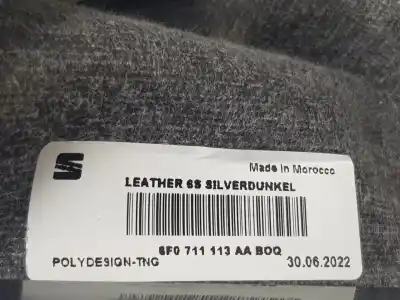 Made in Morocco
LEATHER 6S SILVERDUNKEL
6F0 711 113 AA BOQ
POLYDESIGN-TNG 30.06.2022